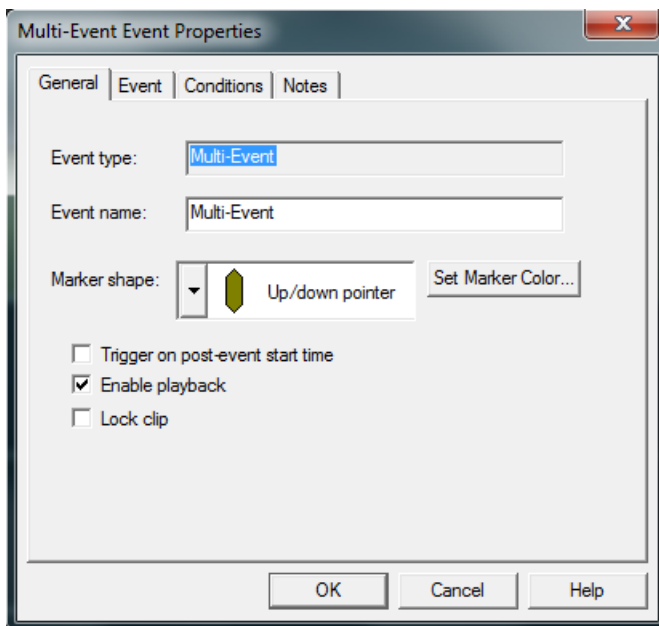 Multi-Event Event Properties
General Event Conditions Notes
Event type: Multi-Event
Event name: Multi-Event
Marker shape: Up/down pointer Set Marker Color...
Trigger on post-event start time
Enable playback
Lock clip
OK Cancel Help